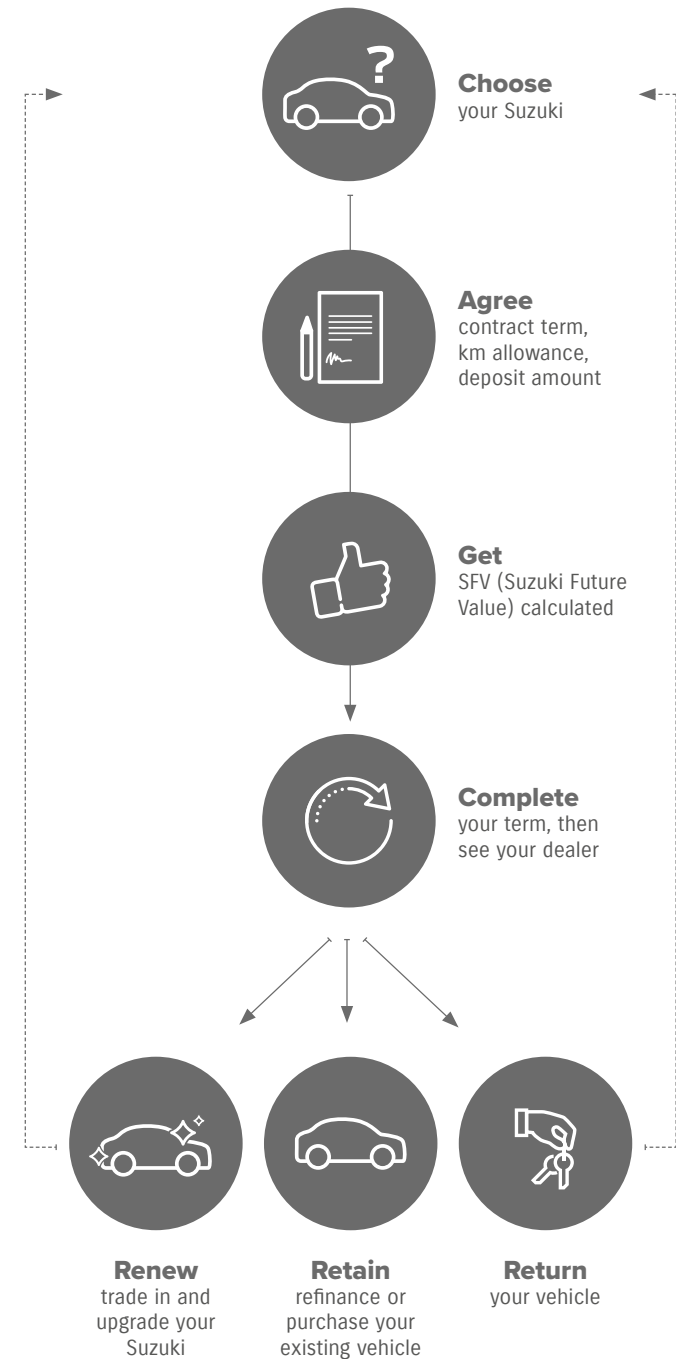 ?
Choose
your Suzuki
Agree
contract term,
km allowance,
deposit amount
Get
SFV (Suzuki Future
Value) calculated
Complete
your term, then
see your dealer
Renew
trade in and
upgrade your
Suzuki
Retain
refinance or
purchase your
existing vehicle
Return
your vehicle